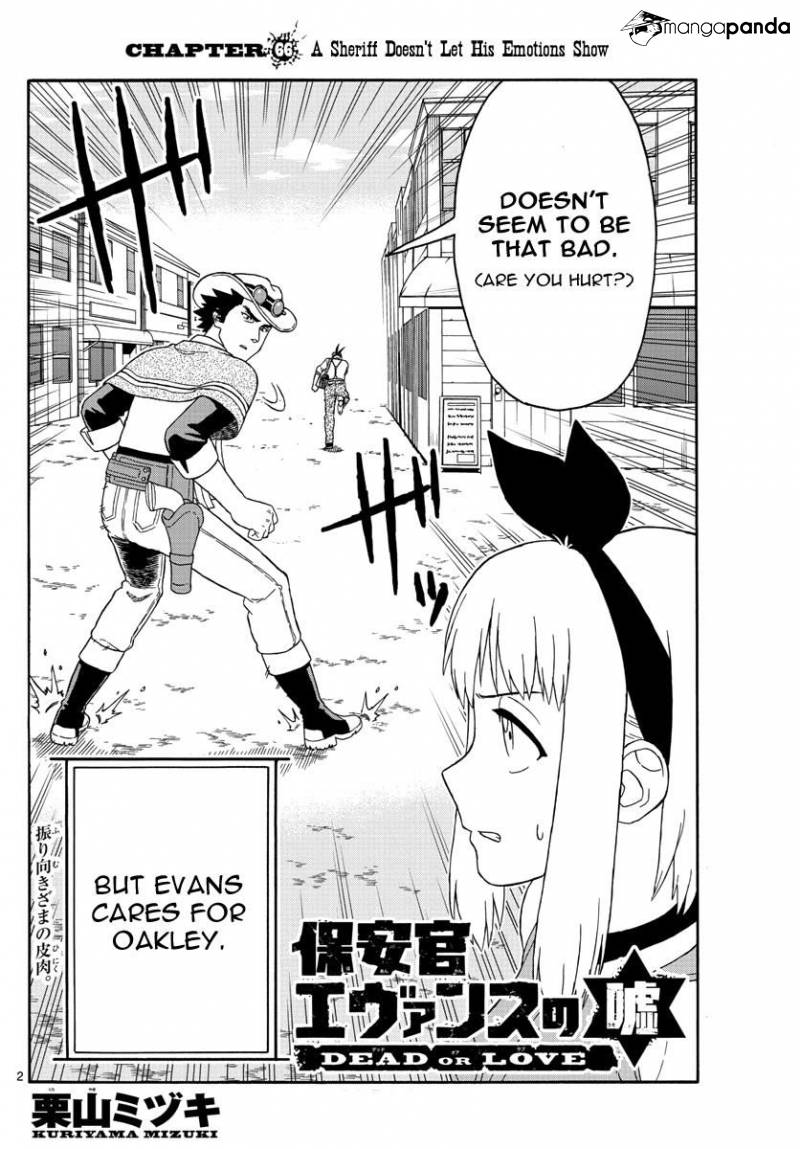 mangapanda
CHAPTER 66 A Sheriff Doesn't Let His Emotions Show
DOESN'T
SEEM TO BE
THAT BAD.
(ARE YOU HURT?)
BUT EVANS
CARES FOR
OAKLEY.
振り向きざまの皮肉。
保安官
エヴァンスの嘘
DEAD OR LOVE
2
栗山ミヅキ
KURIYAMA MIZUKI